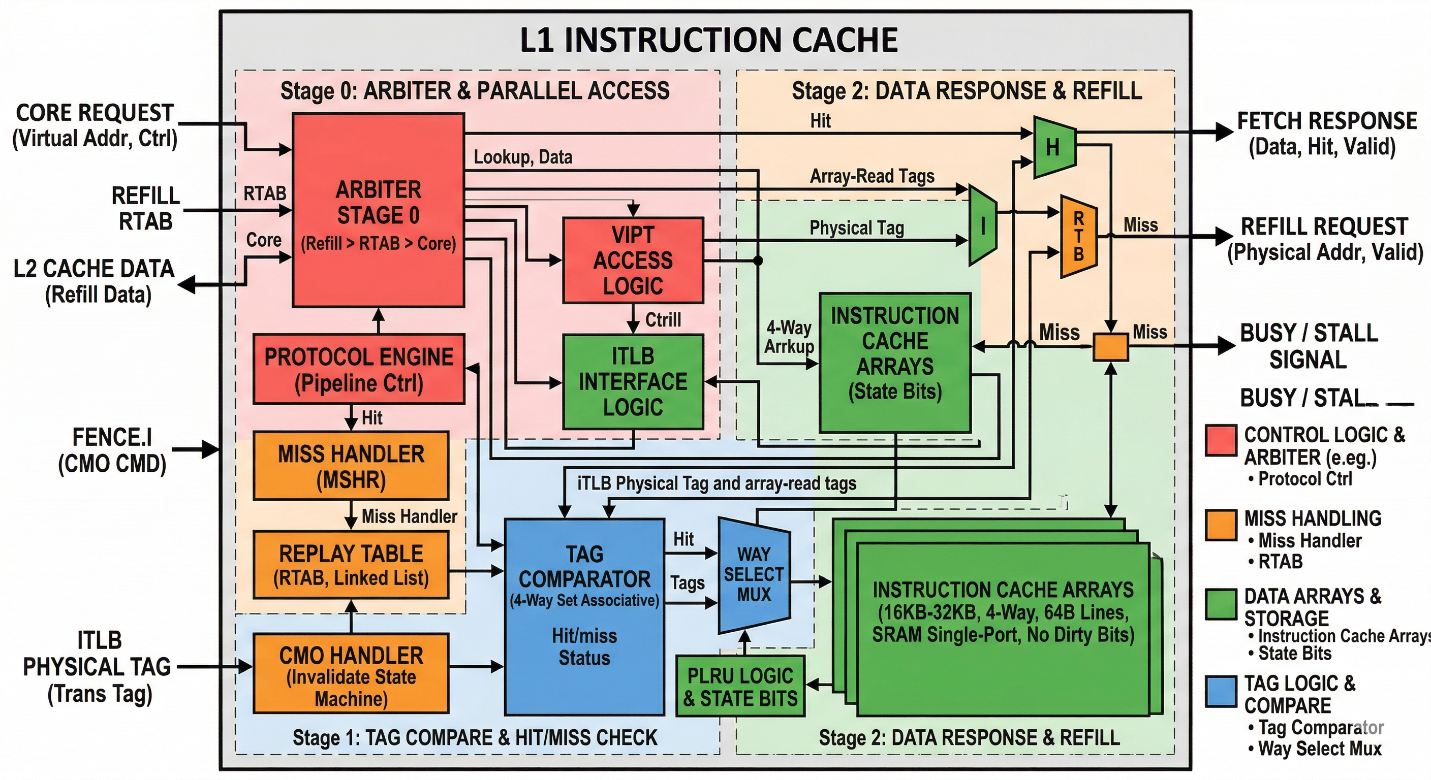 L1 INSTRUCTION CACHE
Stage 0: ARBITER & PARALLEL ACCESS
Stage 2: DATA RESPONSE & REFILL
CORE REQUEST
(Virtual Addr, Ctrl)
REFILL
RTAB
L2 CACHE DATA
(Refill Data)
FENCE.I
(CMO CMD)
ITLB
PHYSICAL TAG
(Trans Tag)
RTAB
Core
ARBITER
STAGE 0
(Refill > RTAB > Core)
Hit
Lookup, Data
Array-Read Tags
Physical Tag
VIPT
ACCESS
LOGIC
Ctrill
ITLB
INTERFACE
LOGIC
4-Way
Arrkup
INSTRUCTION
CACHE
ARRAYS
(State Bits)
H
I
R
T
B
Miss
Miss
Miss
PROTOCOL ENGINE
(Pipeline Ctrl)
Hit
MISS HANDLER
(MSHR)
Miss Handler
REPLAY TABLE
(RTAB, Linked List)
CMO HANDLER
(Invalidate State
Machine)
iTLB Physical Tag and array-read tags
TAG
COMPARATOR
(4-Way Set Associative)
Hit/miss
Status
Hit
Tags
WAY
SELECT
MUX
PLRU LOGIC
& STATE BITS
INSTRUCTION CACHE ARRAYS
(16KB-32KB, 4-Way, 64B Lines,
SRAM Single-Port, No Dirty Bits)
Stage 1: TAG COMPARE & HIT/MISS CHECK
Stage 2: DATA RESPONSE & REFILL
FETCH RESPONSE
(Data, Hit, Valid)
REFILL REQUEST
(Physical Addr, Valid)
BUSY / STALL
SIGNAL
BUSY / STAL
CONTROL LOGIC &
ARBITER (e.eg.)
• Protocol Ctrl
MISS HANDLING
• Miss Handler
• RTAB
DATA ARRAYS &
STORAGE
• Instruction Cache Arrays
• State Bits
TAG LOGIC &
COMPARE
• Tag Comparator
• Way Select Mux